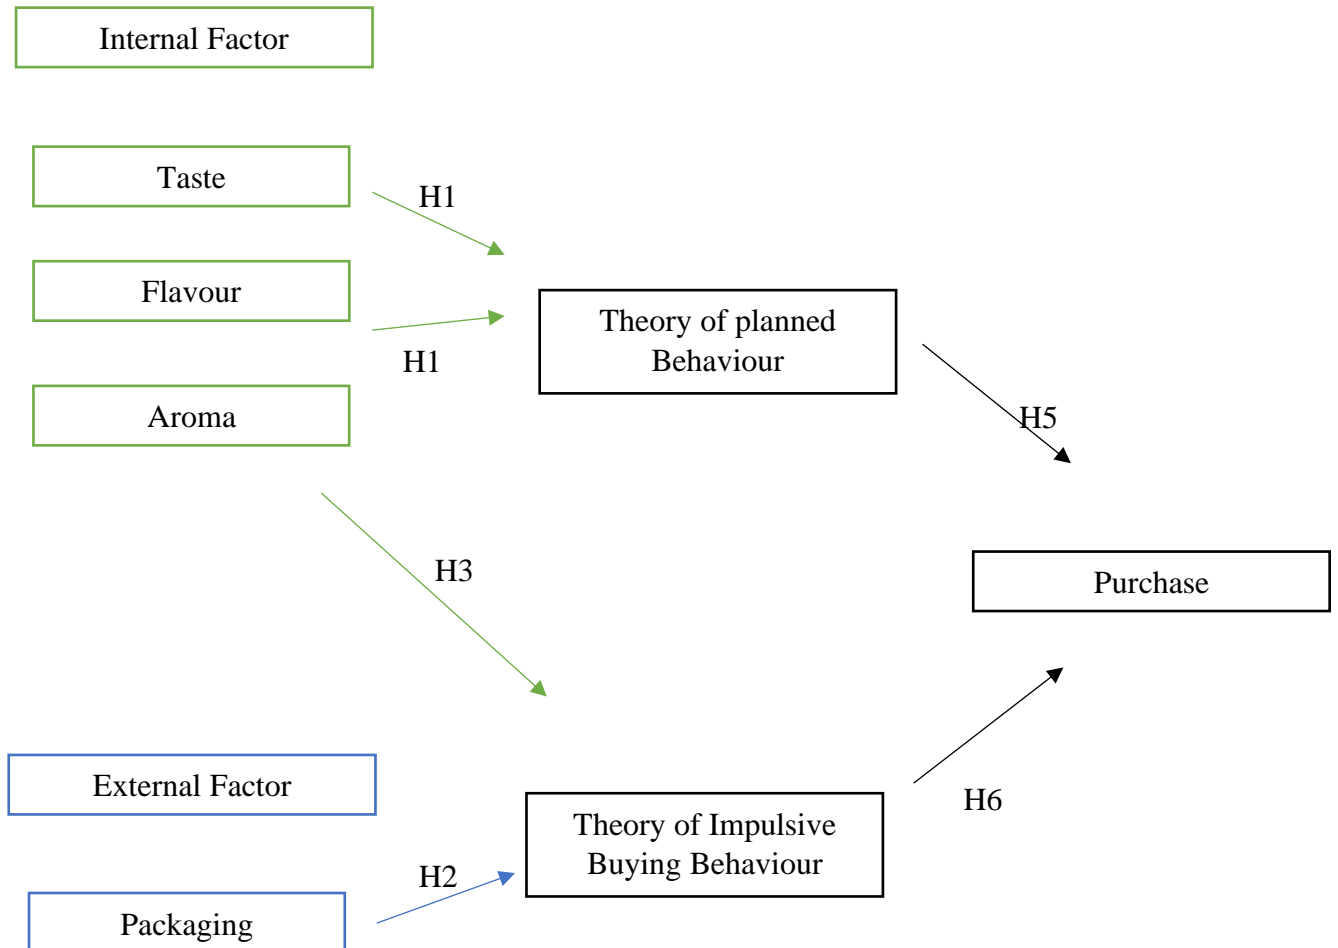 Internal Factor
Taste
H1
Flavour
H1
Theory of planned
Behaviour
Aroma
H5
H3
Purchase
External Factor
H6
Theory of Impulsive
Buying Behaviour
H2
Packaging